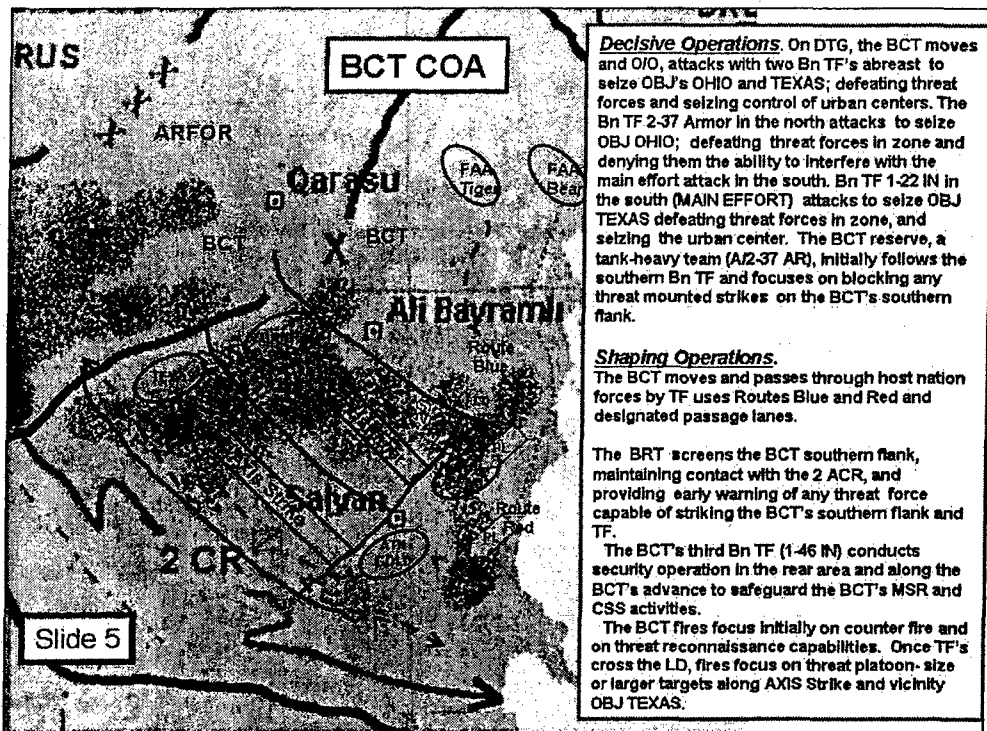 RUS
BCT COA
ARFOR
Qarasu
FAA
Tiger
FAA
Bear
BCT
X
BCT
Ali Bayramlı
Route
Blue
Salyan
Route
Red
2 CR
Slide 5
Decisive Operations. On DTG, the BCT moves
and O/O, attacks with two Bn TF's abreast to
seize OBJ's OHIO and TEXAS; defeating threat
forces and seizing control of urban centers. The
Bn TF 2-37 Armor in the north attacks to seize
OBJ OHIO; defeating threat forces in zone and
denying them the ability to interfere with the
main effort attack in the south. Bn TF 1-22 IN in
the south (MAIN EFFORT) attacks to seize OBJ
TEXAS defeating threat forces in zone, and
seizing the urban center. The BCT reserve, a
tank-heavy team (A/2-37 AR), initially follows the
southern Bn TF and focuses on blocking any
threat mounted strikes on the BCT's southern
flank.
Shaping Operations.
The BCT moves and passes through host nation
forces by TF uses Routes Blue and Red and
designated passage lanes.
The BRT screens the BCT southern flank,
maintaining contact with the 2 ACR, and
providing early warning of any threat force
capable of striking the BCT's southern flank and
TF.
The BCT's third Bn TF (1-46 IN) conducts
security operation in the rear area and along the
BCT's advance to safeguard the BCT's MSR and
CSS activities.
The BCT fires focus initially on counter fire and
on threat reconnaissance capabilities. Once TF's
cross the LD, fires focus on threat platoon-size
or larger targets along AXIS Strike and vicinity
OBJ TEXAS.